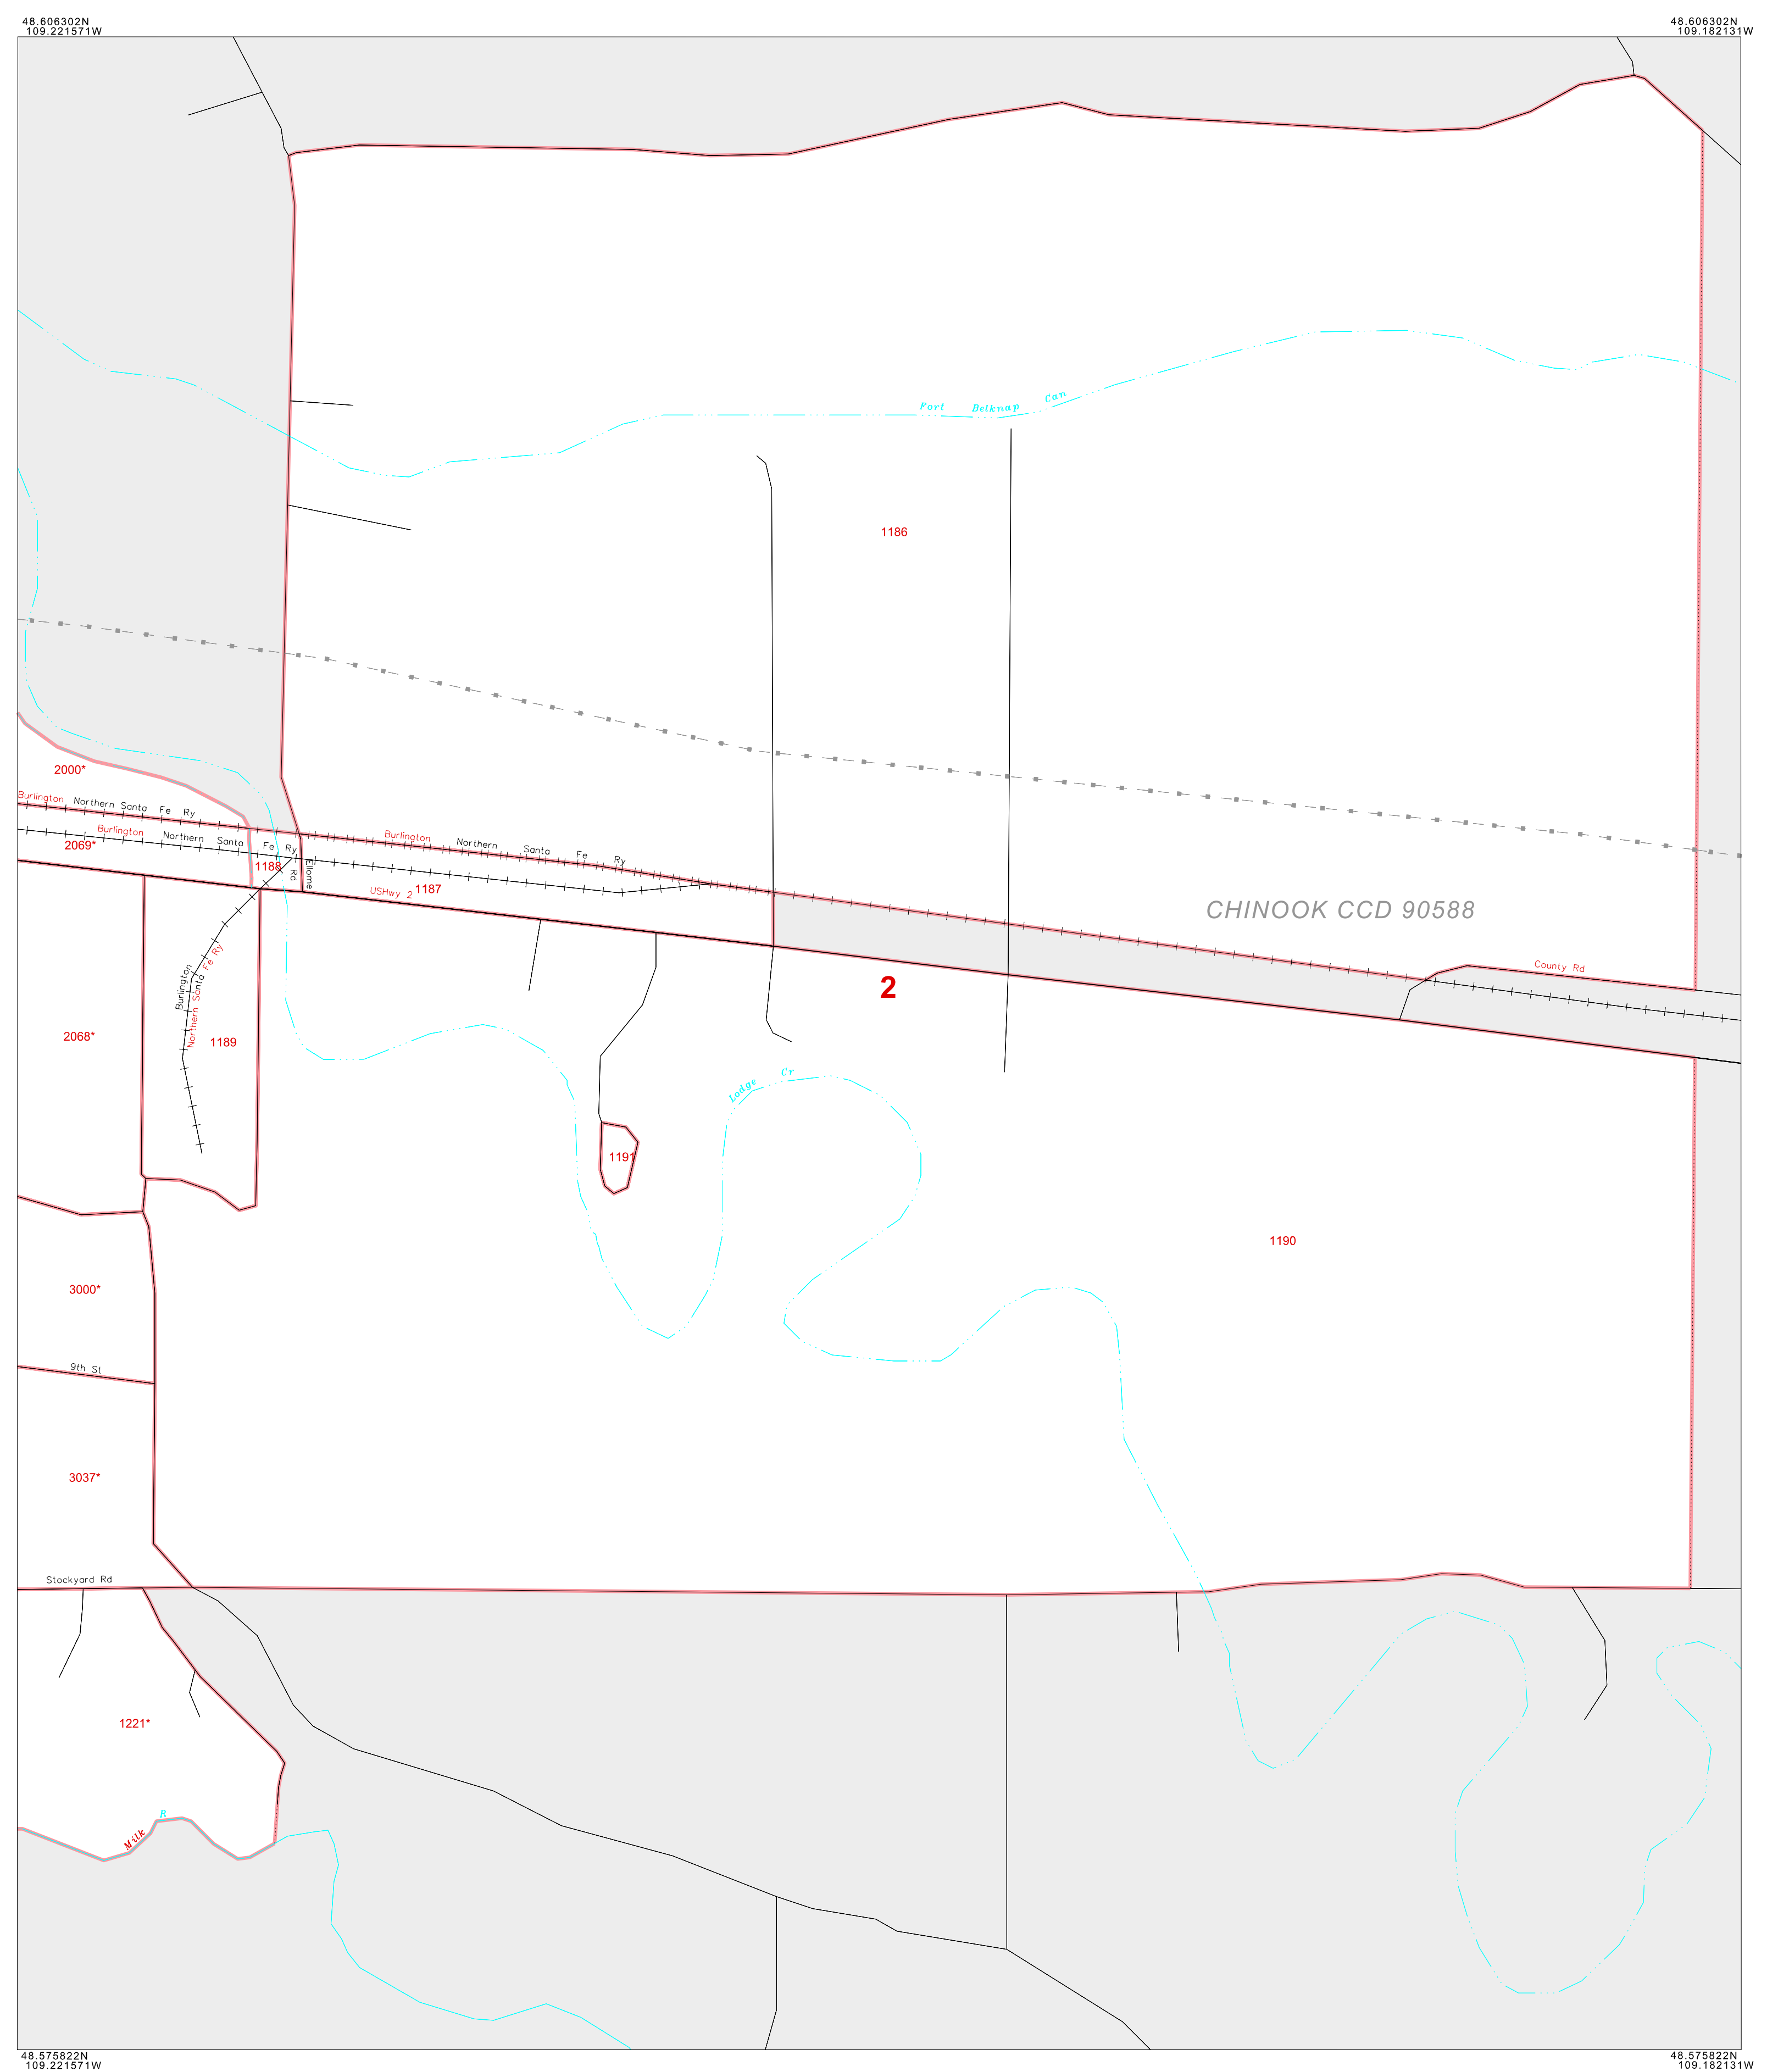 48.606302N
109.221571W
48.606302N
109.182131W
Fort Belknap Can
1186
2000*
Burlington Northern Santa Fe Ry
Burlington Northern Santa Fe Ry
Burlington Northern Santa Fe Ry
2069*
1188
Ellome Rd
1187
USHwy 2
CHINOOK CCD 90588
County Rd
2
Burlington Northern Santa Fe Ry
2068*
1189
Lodge Cr
1191
1190
3000*
9th St
3037*
Stockyard Rd
1221*
Milk R
48.575822N
109.221571W
48.575822N
109.182131W